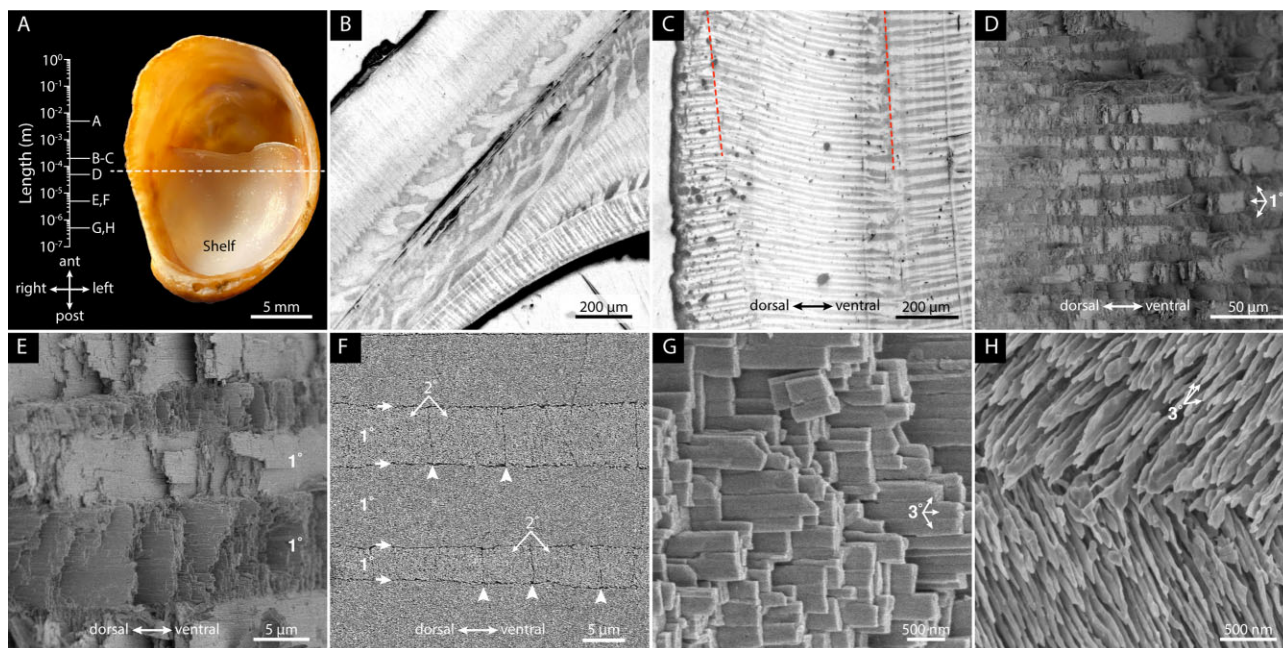 A
Length (m)
10⁰
10⁻¹
10⁻²
10⁻³
10⁻⁴
10⁻⁵
10⁻⁶
10⁻⁷
A
B-C
D
E,F
G,H
ant
right left
post
Shelf
5 mm
B
200 µm
C
dorsal ventral
200 µm
D
1°
dorsal ventral
50 µm
E
1°
1°
dorsal ventral
5 µm
F
2°
1°
1°
2°
1°
dorsal ventral
5 µm
G
3°
500 nm
H
3°
500 nm